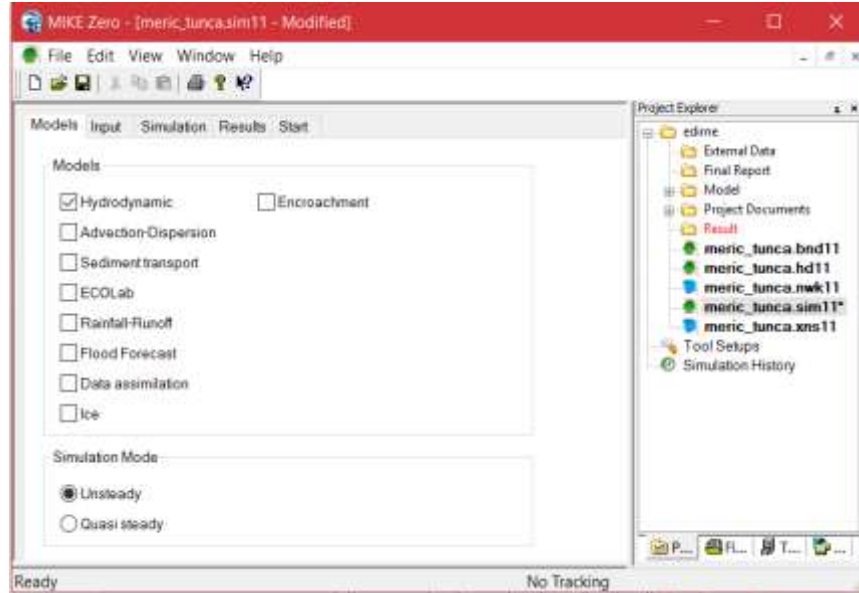 MIKE Zero - [meric_tunca.sim11 - Modified]
File Edit View Window Help
Models Input Simulation Results Start
Models
Hydrodynamic Encroachment
Advection-Dispersion
Sediment transport
ECOLab
Rainfall-Runoff
Flood Forecast
Data assimilation
Ice
Simulation Mode
Unsteady
Quasi steady
Project Explorer
edirne
External Data
Final Report
Model
Project Documents
Result
meric_tunca.bnd11
meric_tunca.hd11
meric_tunca.nwk11
meric_tunca.sim11*
meric_tunca.xns11
Tool Setups
Simulation History
P... Fi... T...
Ready No Tracking